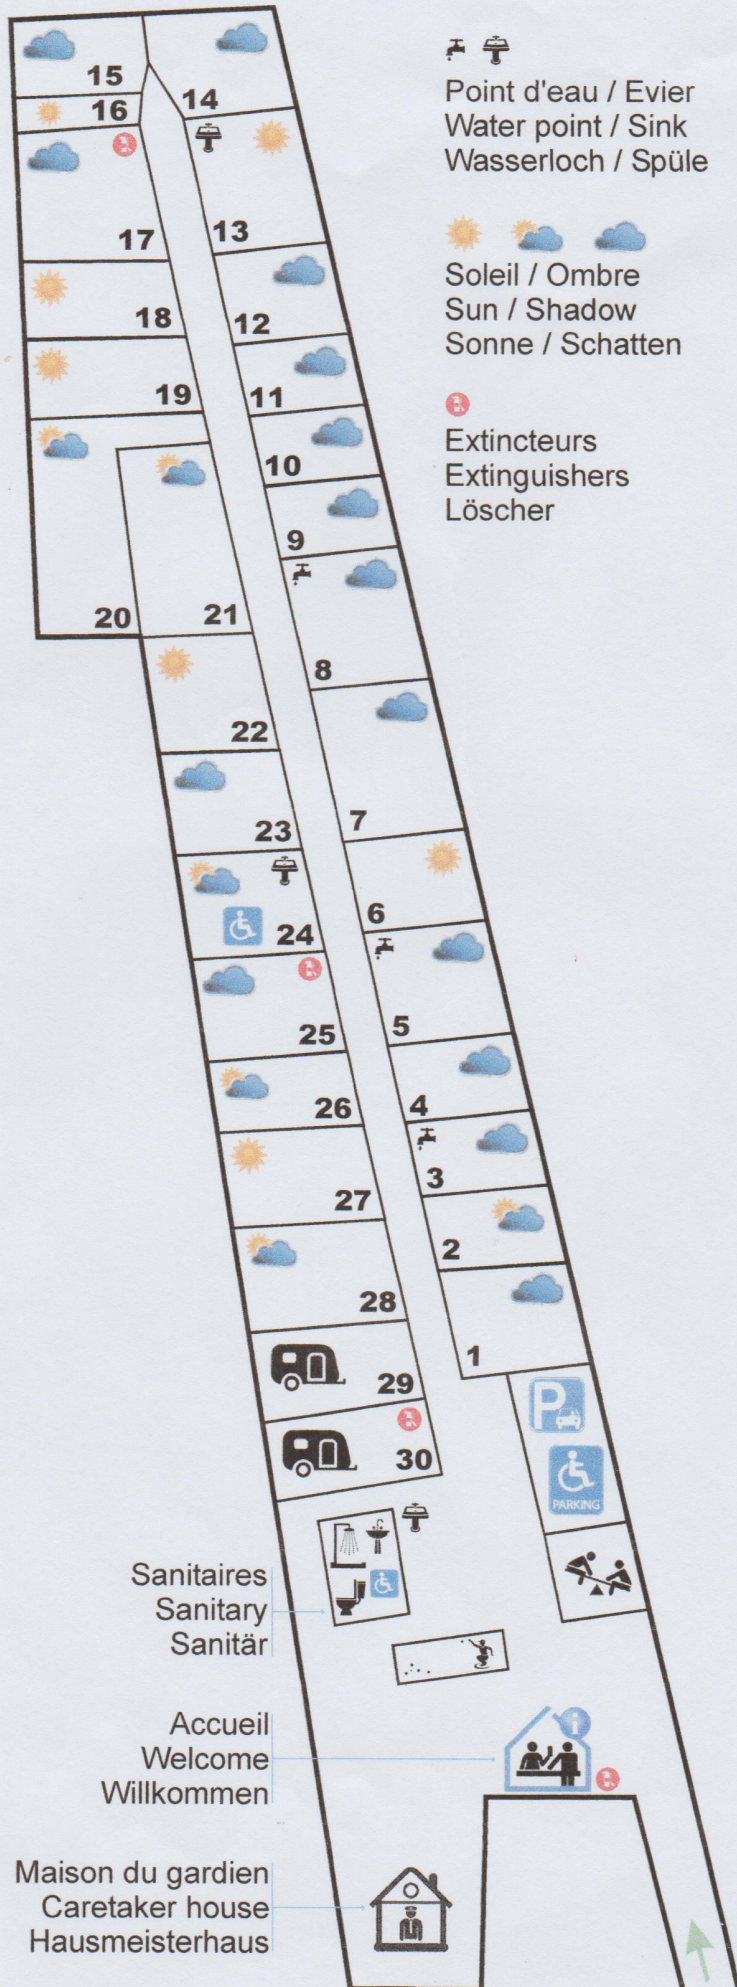 Point d'eau / Evier
Water point / Sink
Wasserloch / Spüle
Soleil / Ombre
Sun / Shadow
Sonne / Schatten
Extincteurs
Extinguishers
Löscher
15
14
16
13
17
12
18
11
19
10
9
20
21
8
22
7
23
6
24
5
25
4
26
3
27
2
28
1
29
P
30
PARKING
Sanitaires
Sanitary
Sanitär
i
Accueil
Welcome
Willkommen
Maison du gardien
Caretaker house
Hausmeisterhaus